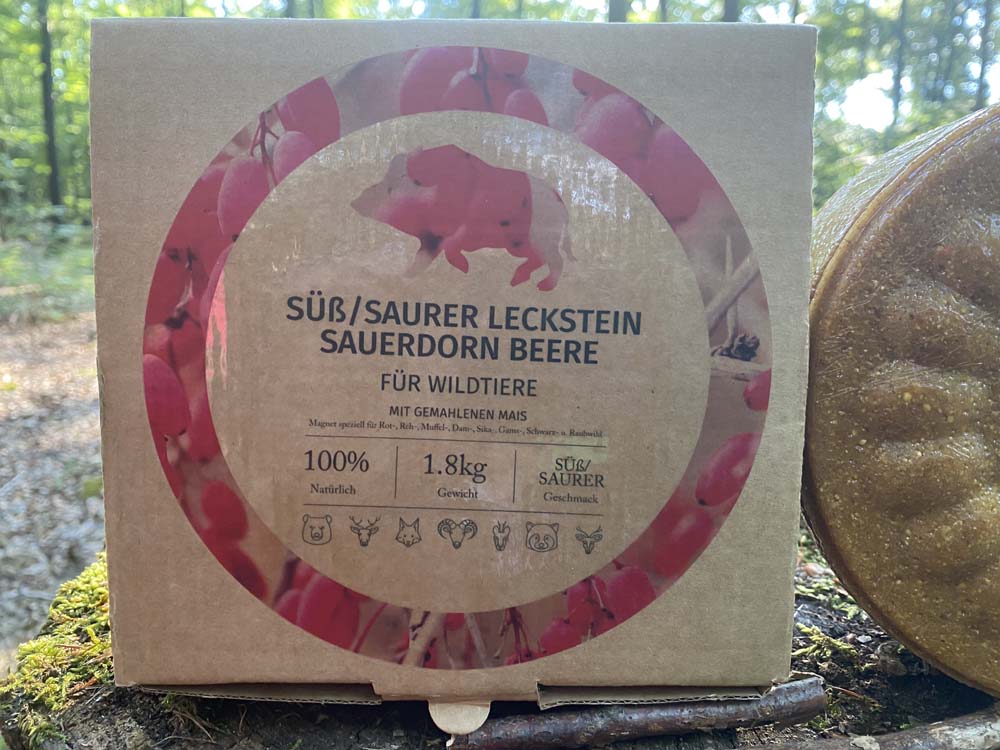 SÜß/SAURER LECKSTEIN
SAUERDORN BEERE
FÜR WILDTIERE
MIT GEMAHLENEN MAIS
Magnet speziell für Rot-, Reh-, Muffel-, Dam-, Sika-, Gams-, Schwarz- u. Raubwild
100%
Natürlich
1.8kg
Gewicht
SÜß/
SAURER
Geschmack